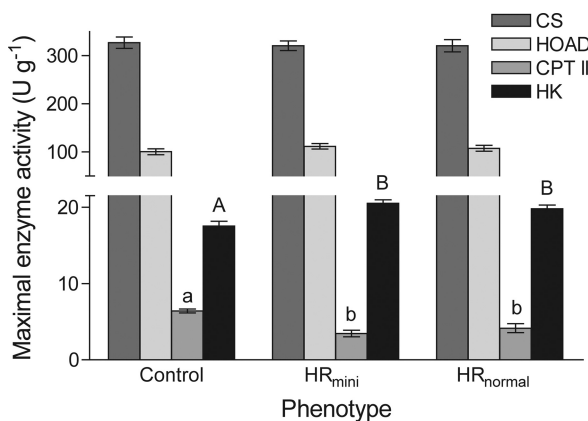 CS
HOAD
CPT II
HK
Maximal enzyme activity (U g⁻¹)
300
200
100
20
10
0
A
B
B
a
b
b
Control
HRmini
HRnormal
Phenotype